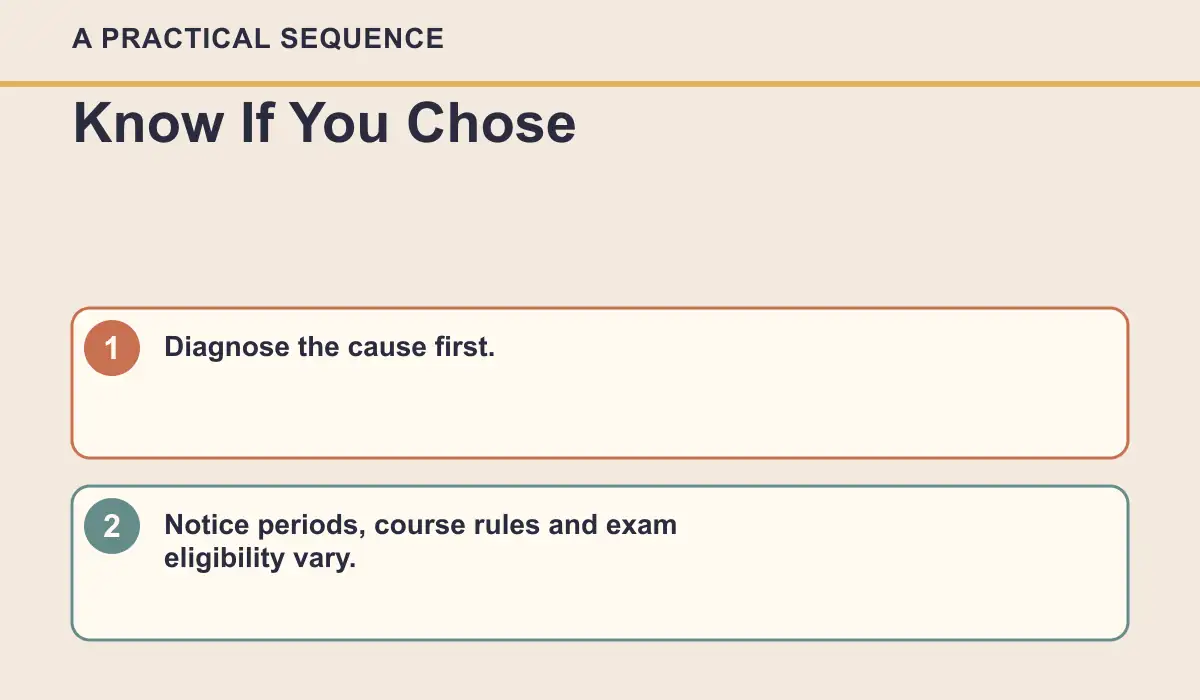 A PRACTICAL SEQUENCE
Know If You Chose
1
Diagnose the cause first.
2
Notice periods, course rules and exam
eligibility vary.